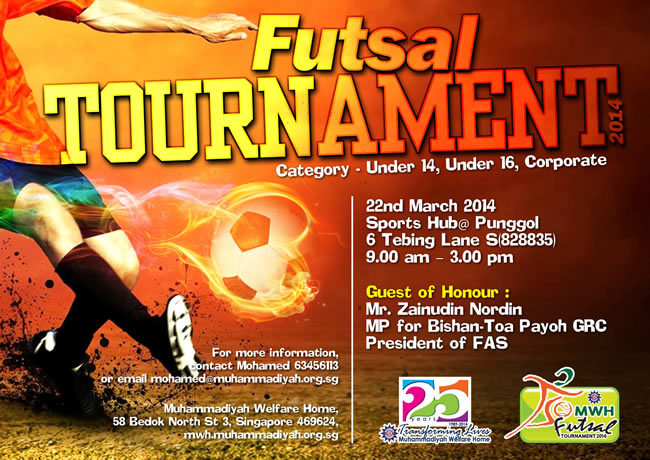 Futsal
TOURNAMENT
2014
Category - Under 14, Under 16, Corporate
22nd March 2014
Sports Hub@ Punggol
6 Tebing Lane S(828835)
9.00 am - 3.00 pm
Guest of Honour :
Mr. Zainudin Nordin
MP for Bishan-Toa Payoh GRC
President of FAS
For more information,
contact Mohamed 63456113
or email mohamed@muhammadiyah.org.sg
Muhammadiyah Welfare Home,
58 Bedok North St 3, Singapore 469624,
mwh.muhammadiyah.org.sg
25
years
1989-2014
Transforming Lives
Muhammadiyah Welfare Home
MWH
Futsal
TOURNAMENT 2014